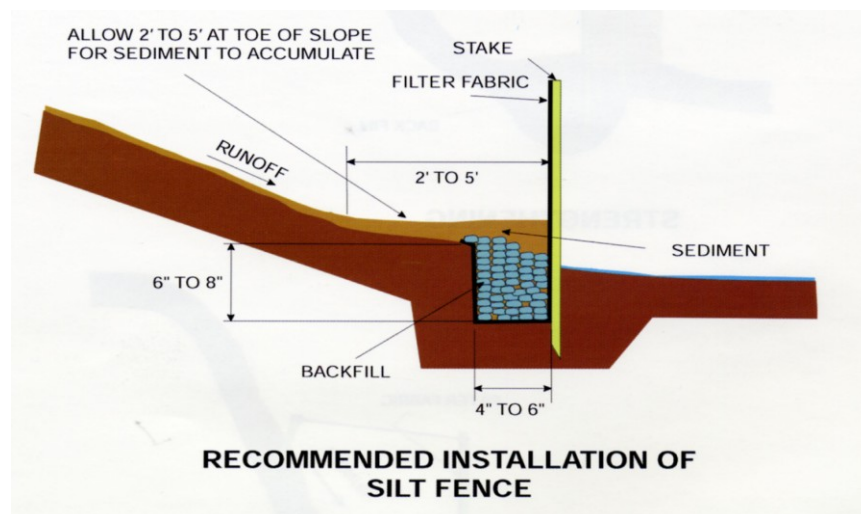 ALLOW 2' TO 5' AT TOE OF SLOPE
FOR SEDIMENT TO ACCUMULATE
STAKE
FILTER FABRIC
RUNOFF
2' TO 5'
SEDIMENT
6" TO 8"
BACKFILL
4" TO 6"
RECOMMENDED INSTALLATION OF
SILT FENCE